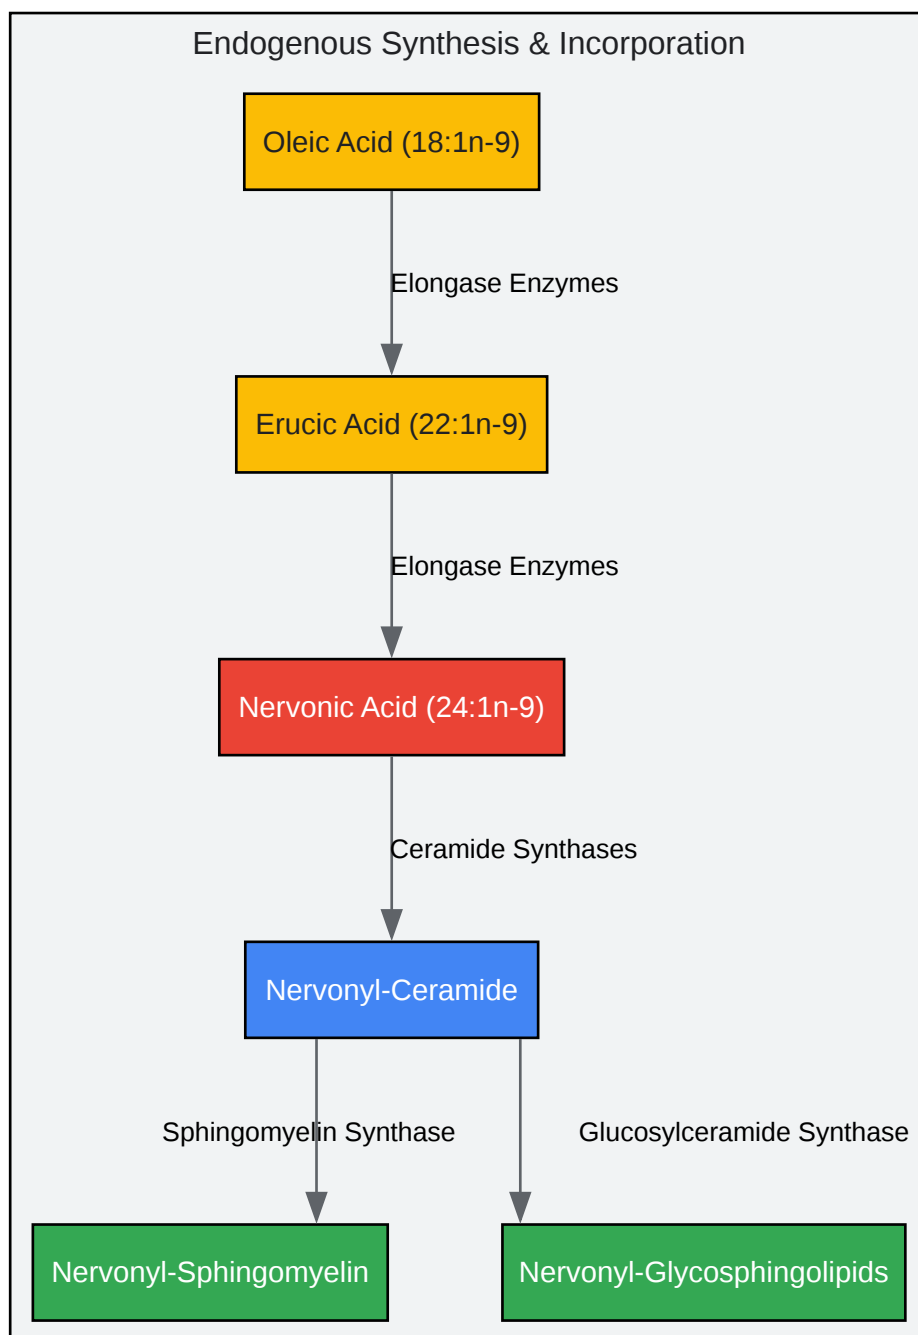 Endogenous Synthesis & Incorporation
Oleic Acid (18:1n-9)
Elongase Enzymes
Erucic Acid (22:1n-9)
Elongase Enzymes
Nervonic Acid (24:1n-9)
Ceramide Synthases
Nervonyl-Ceramide
Sphingomyelin Synthase
Glucosylceramide Synthase
Nervonyl-Sphingomyelin
Nervonyl-Glycosphingolipids